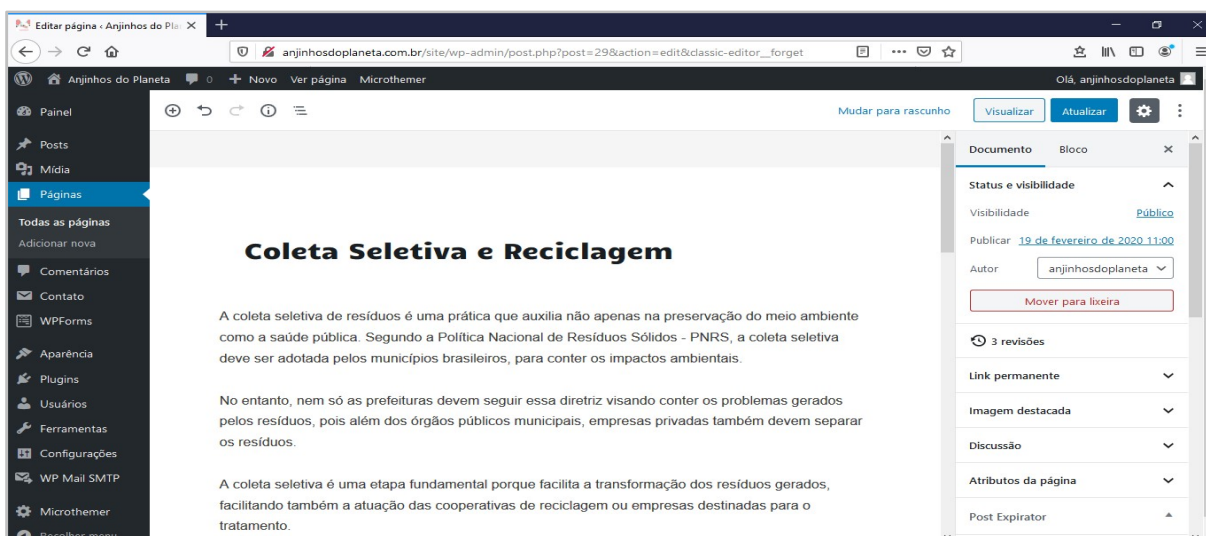 Editar página ‹ Anjinhos do Pla
anjinhosdoplaneta.com.br/site/wp-admin/post.php?post=29&action=edit&classic-editor__forget
Anjinhos do Planeta 0 + Novo Ver página Microthemer Olá, anjinhosdoplaneta
Painel
Posts
Mídia
Páginas
Todas as páginas
Adicionar nova
Comentários
Contato
WPForms
Aparência
Plugins
Usuários
Ferramentas
Configurações
WP Mail SMTP
Microthemer
Recolher menu
Mudar para rascunho Visualizar Atualizar
Coleta Seletiva e Reciclagem
A coleta seletiva de resíduos é uma prática que auxilia não apenas na preservação do meio ambiente
como a saúde pública. Segundo a Política Nacional de Resíduos Sólidos - PNRS, a coleta seletiva
deve ser adotada pelos municípios brasileiros, para conter os impactos ambientais.
No entanto, nem só as prefeituras devem seguir essa diretriz visando conter os problemas gerados
pelos resíduos, pois além dos órgãos públicos municipais, empresas privadas também devem separar
os resíduos.
A coleta seletiva é uma etapa fundamental porque facilita a transformação dos resíduos gerados,
facilitando também a atuação das cooperativas de reciclagem ou empresas destinadas para o
tratamento.
Documento Bloco
Status e visibilidade
Visibilidade Público
Publicar 19 de fevereiro de 2020 11:00
Autor anjinhosdoplaneta
Mover para lixeira
3 revisões
Link permanente
Imagem destacada
Discussão
Atributos da página
Post Expirator